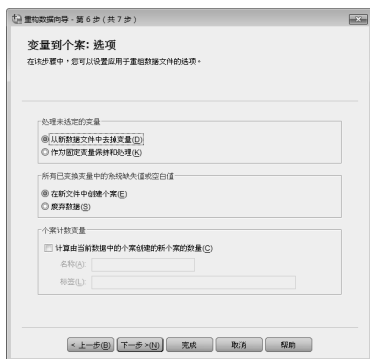 重构数据向导 - 第 6 步（共 7 步）
变量到个案: 选项
在该步骤中，您可以设置应用于重组数据文件的选项。
处理未选定的变量
从新数据文件中去掉变量(D)
作为固定变量保持和处理(K)
所有已变换变量中的系统缺失值或空白值
在新文件中创建个案(E)
废弃数据(S)
个案计数变量
计算由当前数据中的个案创建的新个案的数量(C)
名称(A):
标签(L):
< 上一步(B) 下一步 >(N) 完成 取消 帮助